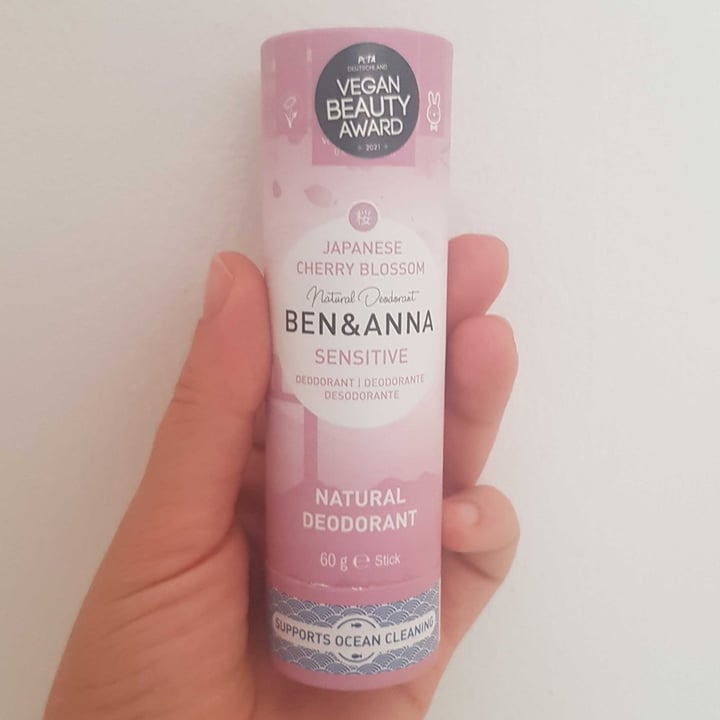 PETA
DEUTSCHLAND
VEGAN
BEAUTY
AWARD
2021
桜
JAPANESE
CHERRY BLOSSOM
Natural Deodorant
BEN&ANNA
SENSITIVE
DEODORANT | DEODORANTE
DESODORANTE
NATURAL
DEODORANT
60 g ℮ Stick
SUPPORTS OCEAN CLEANING